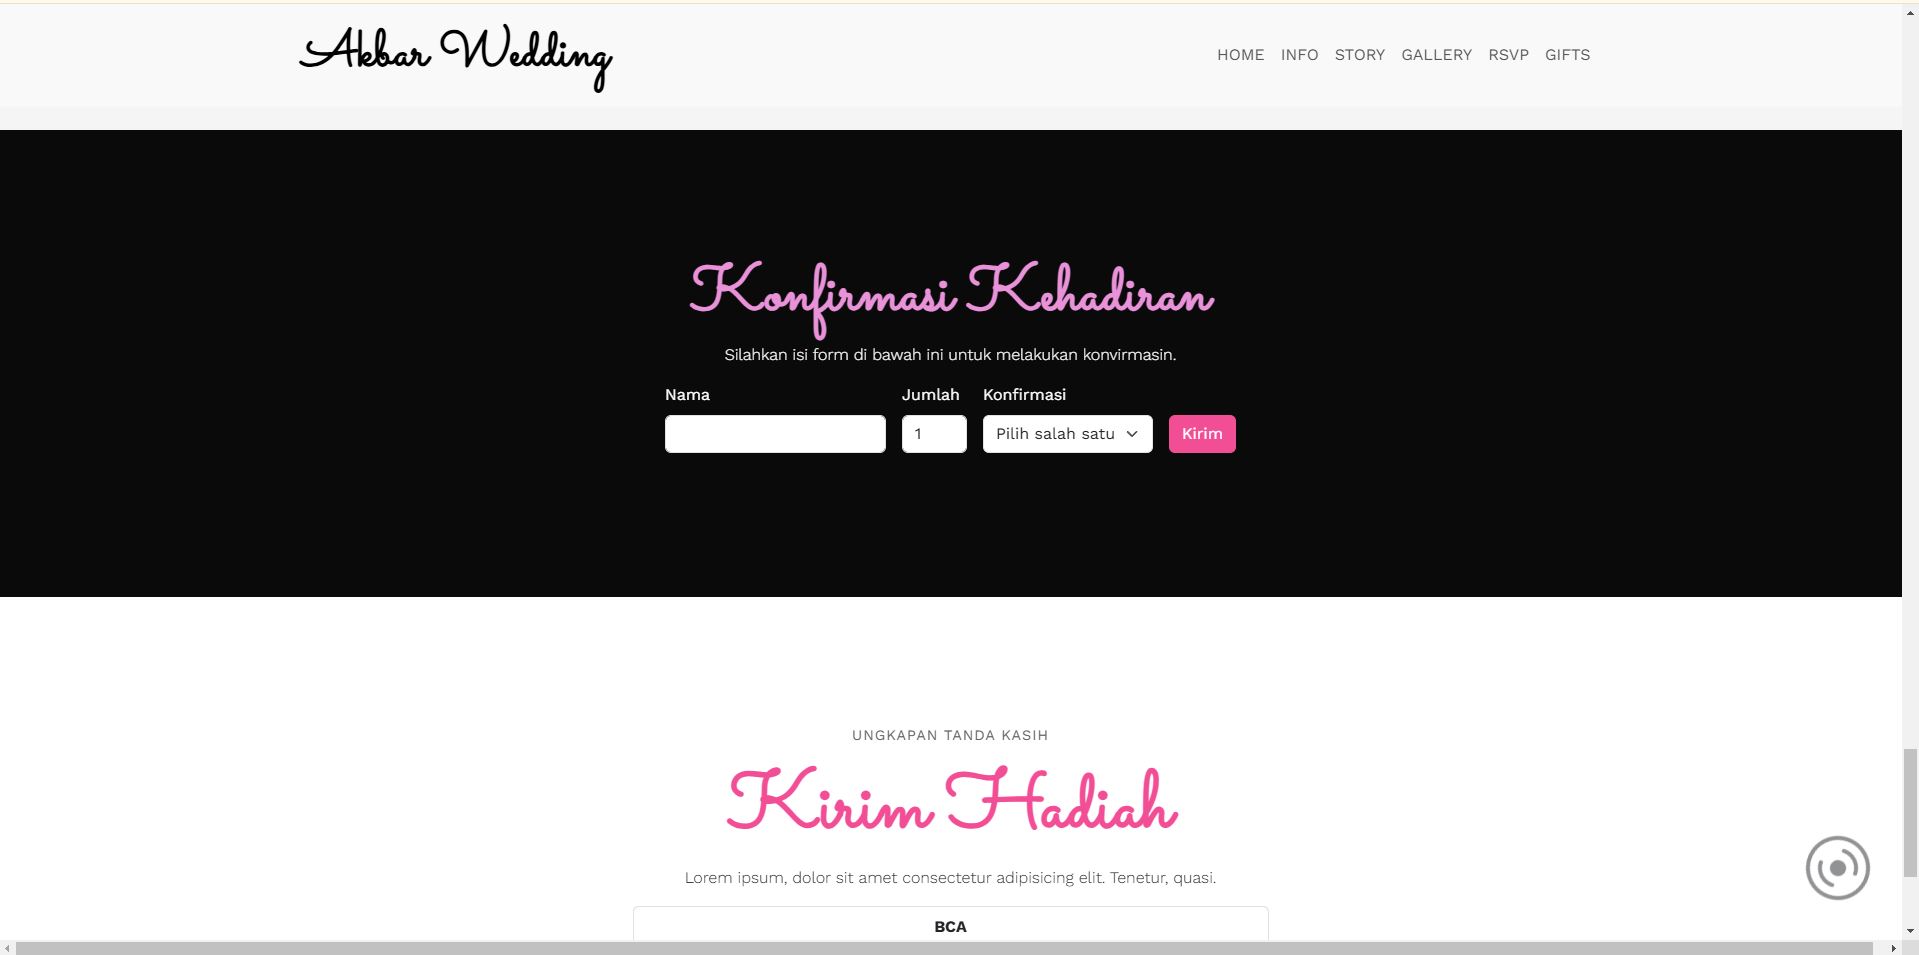 Akbar Wedding
HOME INFO STORY GALLERY RSVP GIFTS
Konfirmasi Kehadiran
Silahkan isi form di bawah ini untuk melakukan konvirmasin.
Nama Jumlah Konfirmasi
1 Pilih salah satu Kirim
UNGKAPAN TANDA KASIH
Kirim Hadiah
Lorem ipsum, dolor sit amet consectetur adipisicing elit. Tenetur, quasi.
BCA